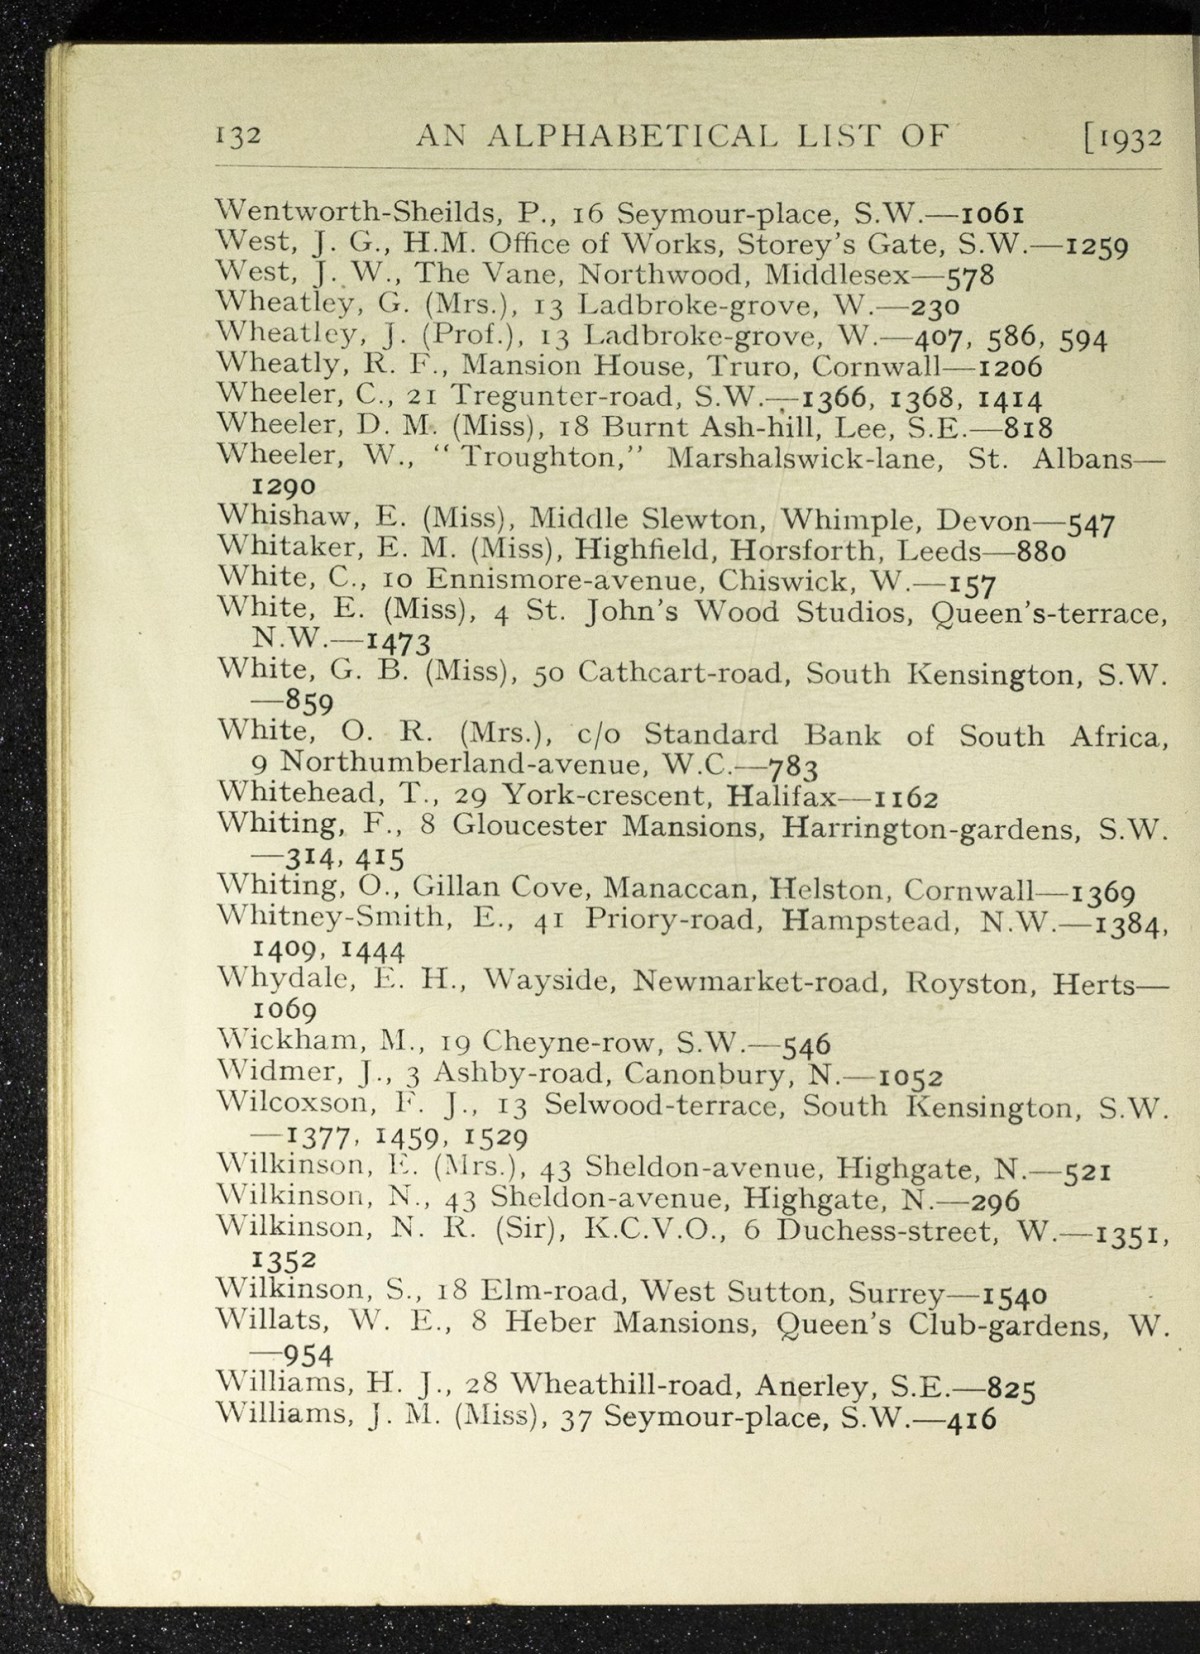 132 AN ALPHABETICAL LIST OF [1932
Wentworth-Sheilds, P., 16 Seymour-place, S.W.—1061
West, J. G., H.M. Office of Works, Storey's Gate, S.W.—1259
West, J. W., The Vane, Northwood, Middlesex—578
Wheatley, G. (Mrs.), 13 Ladbroke-grove, W.—230
Wheatley, J. (Prof.), 13 Ladbroke-grove, W.—407, 586, 594
Wheatly, R. F., Mansion House, Truro, Cornwall—1206
Wheeler, C., 21 Tregunter-road, S.W.—1366, 1368, 1414
Wheeler, D. M. (Miss), 18 Burnt Ash-hill, Lee, S.E.—818
Wheeler, W., "Troughton," Marshalswick-lane, St. Albans—
1290
Whishaw, E. (Miss), Middle Slewton, Whimple, Devon—547
Whitaker, E. M. (Miss), Highfield, Horsforth, Leeds—880
White, C., 10 Ennismore-avenue, Chiswick, W.—157
White, E. (Miss), 4 St. John's Wood Studios, Queen's-terrace,
N.W.—1473
White, G. B. (Miss), 50 Cathcart-road, South Kensington, S.W.
—859
White, O. R. (Mrs.), c/o Standard Bank of South Africa,
9 Northumberland-avenue, W.C.—783
Whitehead, T., 29 York-crescent, Halifax—1162
Whiting, F., 8 Gloucester Mansions, Harrington-gardens, S.W.
—314, 415
Whiting, O., Gillan Cove, Manaccan, Helston, Cornwall—1369
Whitney-Smith, E., 41 Priory-road, Hampstead, N.W.—1384,
1409, 1444
Whydale, E. H., Wayside, Newmarket-road, Royston, Herts—
1069
Wickham, M., 19 Cheyne-row, S.W.—546
Widmer, J., 3 Ashby-road, Canonbury, N.—1052
Wilcoxson, F. J., 13 Selwood-terrace, South Kensington, S.W.
—1377, 1459, 1529
Wilkinson, E. (Mrs.), 43 Sheldon-avenue, Highgate, N.—521
Wilkinson, N., 43 Sheldon-avenue, Highgate, N.—296
Wilkinson, N. R. (Sir), K.C.V.O., 6 Duchess-street, W.—1351,
1352
Wilkinson, S., 18 Elm-road, West Sutton, Surrey—1540
Willats, W. E., 8 Heber Mansions, Queen's Club-gardens, W.
—954
Williams, H. J., 28 Wheathill-road, Anerley, S.E.—825
Williams, J. M. (Miss), 37 Seymour-place, S.W.—416